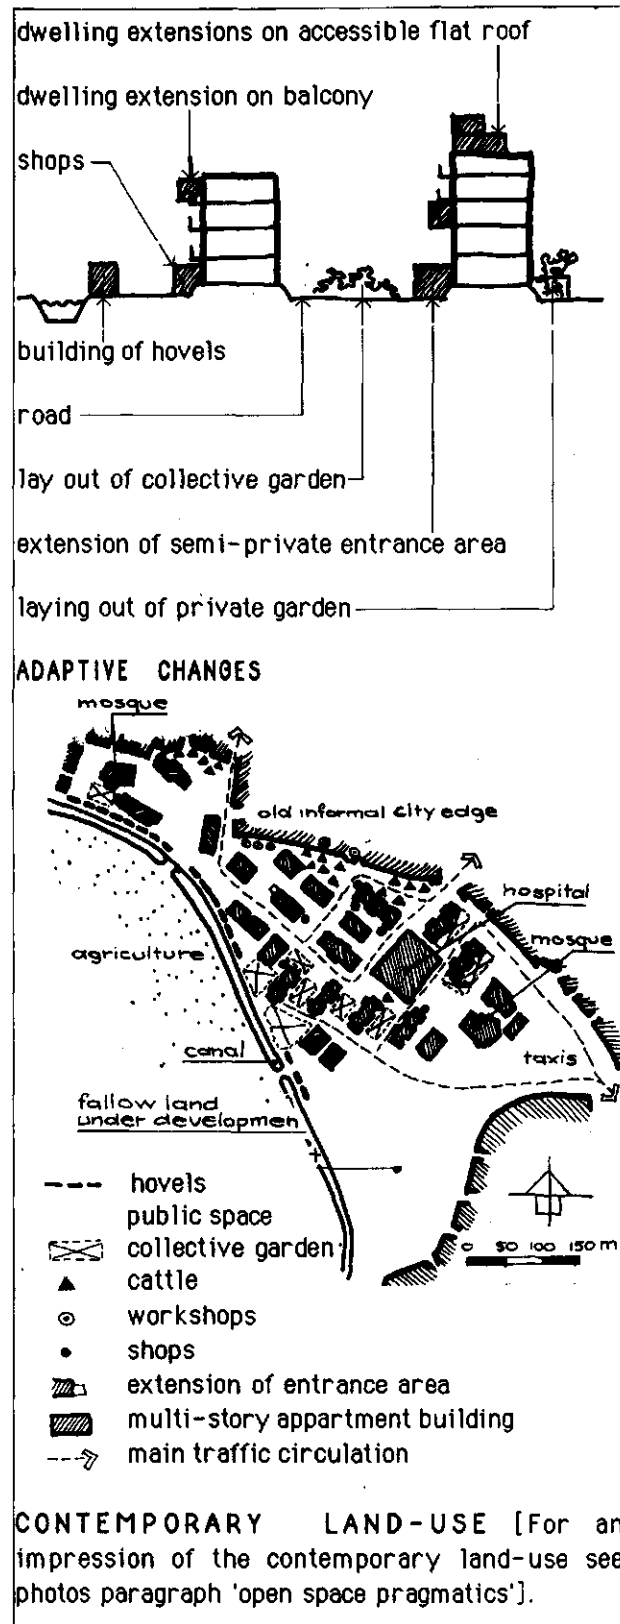 dwelling extensions on accessible flat roof
dwelling extension on balcony
shops
building of hovels
road
lay out of collective garden
extension of semi-private entrance area
laying out of private garden
ADAPTIVE CHANGES
mosque
old informal city edge
hospital
mosque
agriculture
canal
taxis
fallow land
under developmen
hovels
public space
collective garden
0 50 100 150 m
cattle
workshops
shops
extension of entrance area
multi-story appartment building
main traffic circulation
CONTEMPORARY LAND-USE [For an
impression of the contemporary land-use see
photos paragraph 'open space pragmatics'].